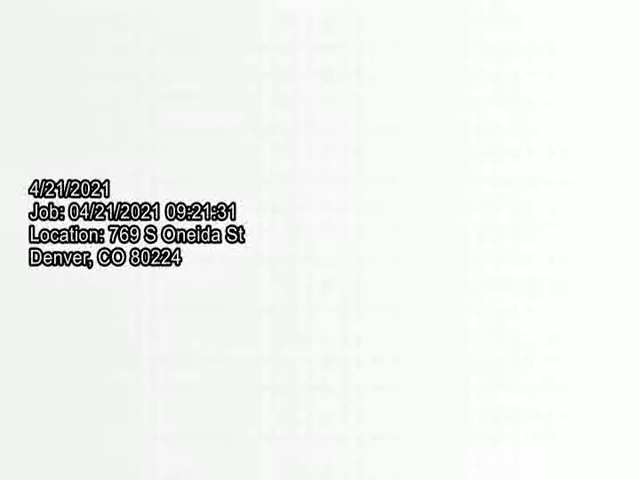 4/21/2021
Job: 04/21/2021 09:21:31
Location: 769 S Oneida St
Denver, CO 80224